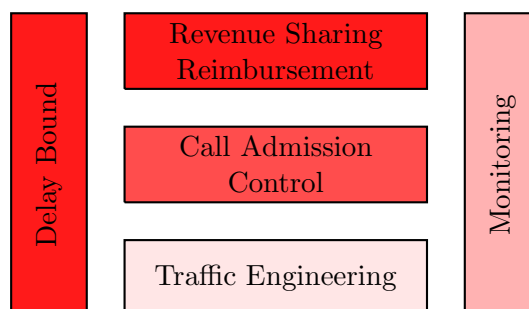 Delay Bound
Revenue Sharing
Reimbursement
Call Admission
Control
Traffic Engineering
Monitoring